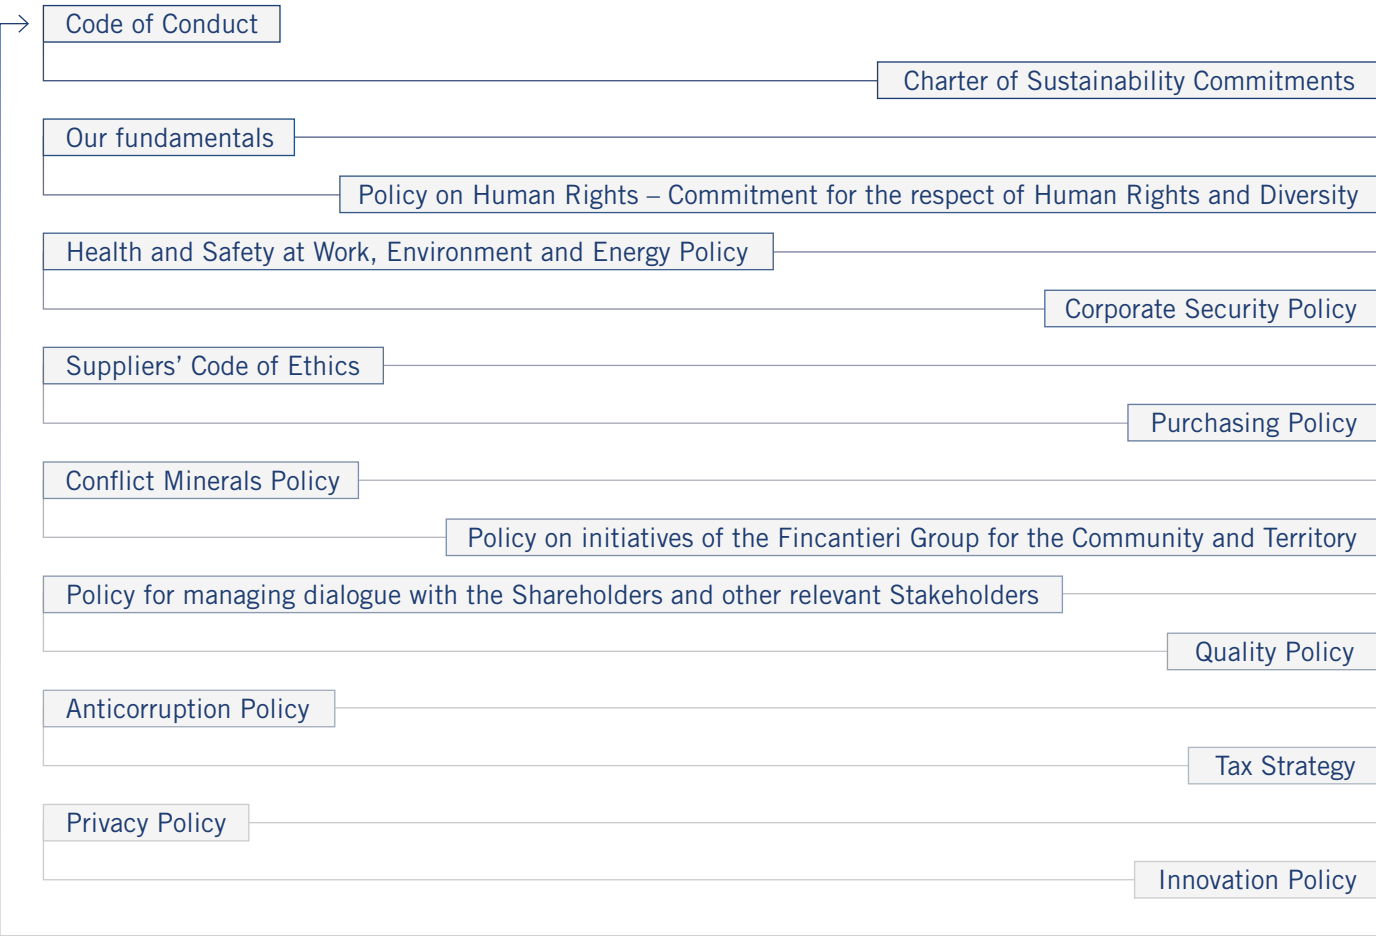 Code of Conduct
Charter of Sustainability Commitments
Our fundamentals
Policy on Human Rights – Commitment for the respect of Human Rights and Diversity
Health and Safety at Work, Environment and Energy Policy
Corporate Security Policy
Suppliers’ Code of Ethics
Purchasing Policy
Conflict Minerals Policy
Policy on initiatives of the Fincantieri Group for the Community and Territory
Policy for managing dialogue with the Shareholders and other relevant Stakeholders
Quality Policy
Anticorruption Policy
Tax Strategy
Privacy Policy
Innovation Policy